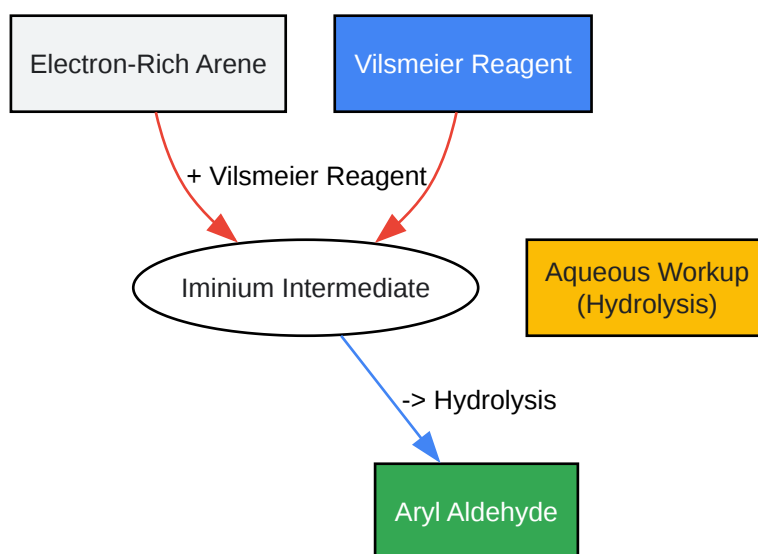 Electron-Rich Arene
Vilsmeier Reagent
+ Vilsmeier Reagent
Iminium Intermediate
Aqueous Workup
(Hydrolysis)
-> Hydrolysis
Aryl Aldehyde